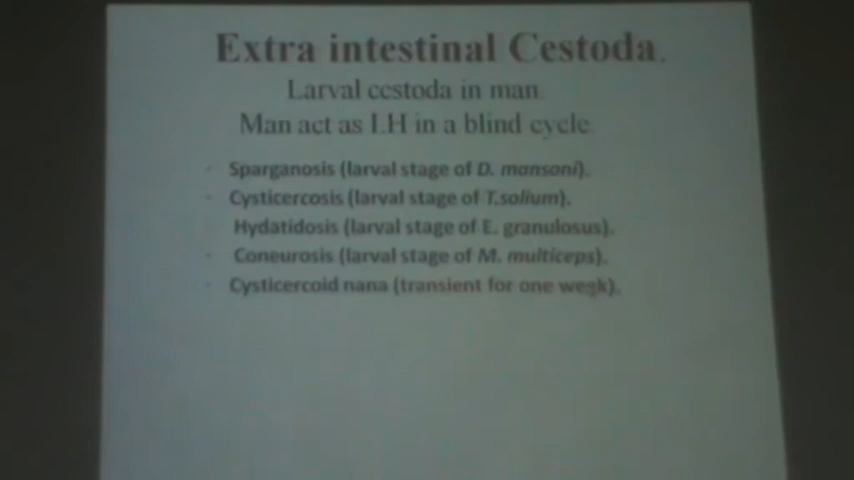 Extra intestinal Cestoda.
Larval cestoda in man.
Man act as I.H in a blind cycle.
- Sparganosis (larval stage of D. mansoni).
- Cysticercosis (larval stage of T.solium).
Hydatidosis (larval stage of E. granulosus).
- Coneurosis (larval stage of M. multiceps).
- Cysticercoid nana (transient for one week).